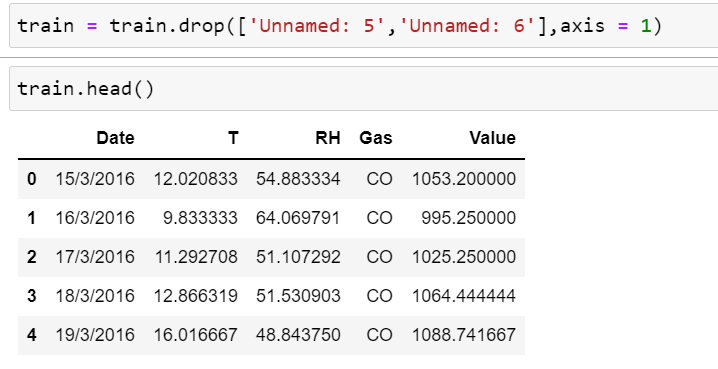 train = train.drop(['Unnamed: 5','Unnamed: 6'],axis = 1)
train.head()
Date T RH Gas Value
0 15/3/2016 12.020833 54.883334 CO 1053.200000
1 16/3/2016 9.833333 64.069791 CO 995.250000
2 17/3/2016 11.292708 51.107292 CO 1025.250000
3 18/3/2016 12.866319 51.530903 CO 1064.444444
4 19/3/2016 16.016667 48.843750 CO 1088.741667